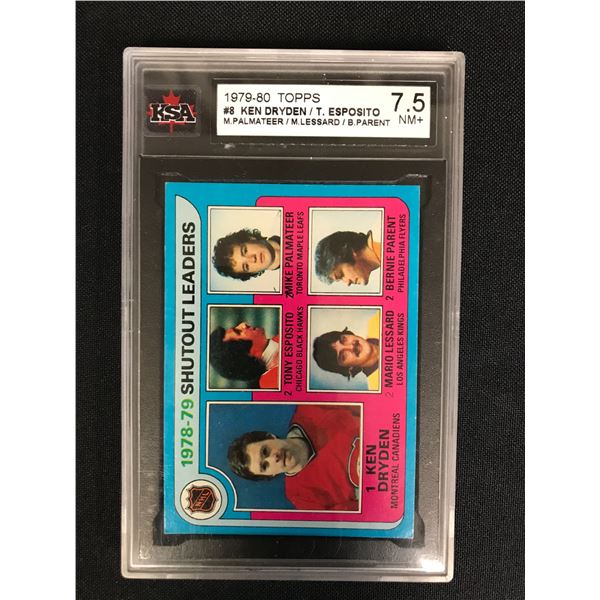 KSA
1979-80 TOPPS
#8 KEN DRYDEN / T. ESPOSITO
M.PALMATEER / M.LESSARD / B.PARENT
7.5
NM+
1978-79 SHUTOUT LEADERS
NHL
1 KEN
DRYDEN
MONTREAL CANADIENS
2 TONY ESPOSITO
CHICAGO BLACK HAWKS
2 MIKE PALMATEER
TORONTO MAPLE LEAFS
2 MARIO LESSARD
LOS ANGELES KINGS
2 BERNIE PARENT
PHILADELPHIA FLYERS